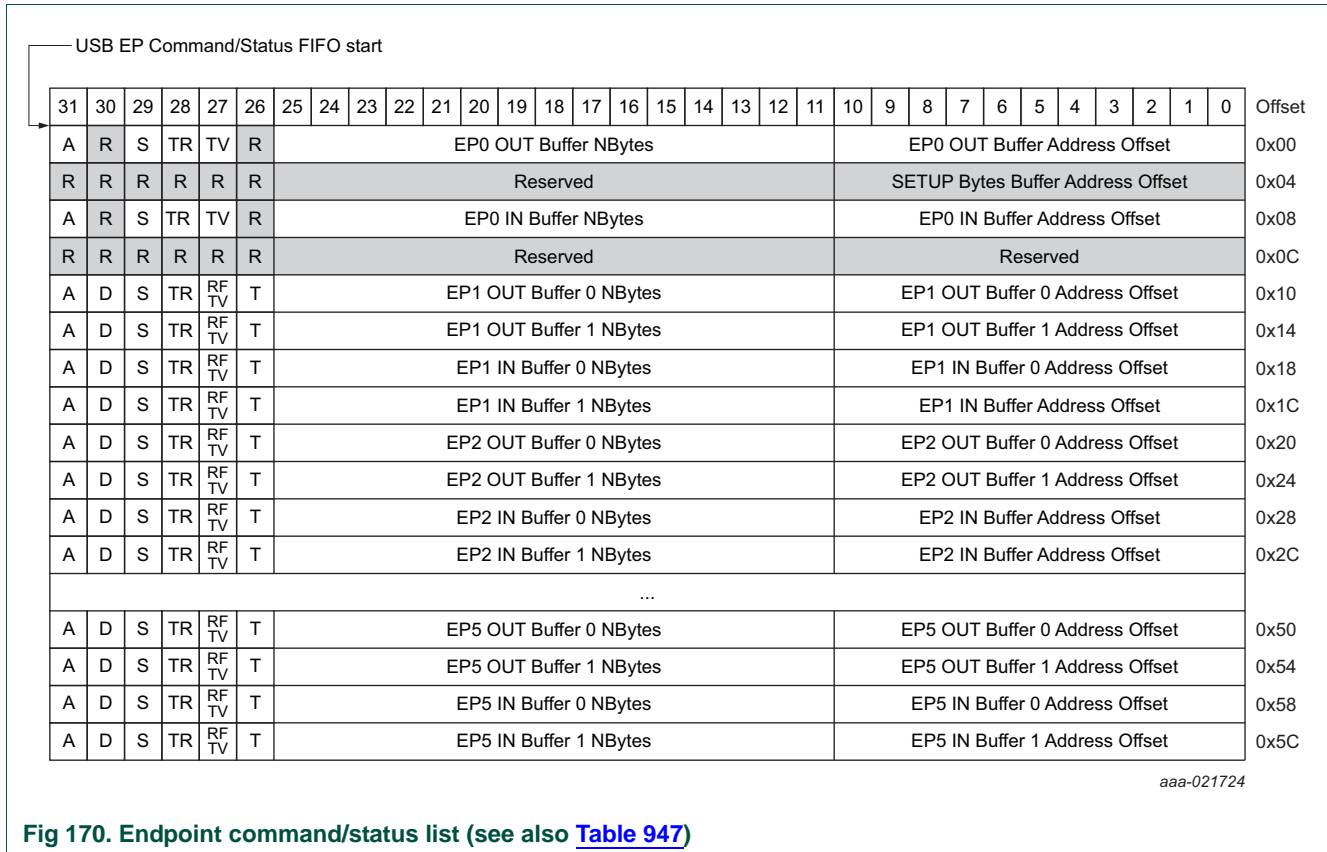 USB EP Command/Status FIFO start
31 30 29 28 27 26 25 24 23 22 21 20 19 18 17 16 15 14 13 12 11 10 9 8 7 6 5 4 3 2 1 0 Offset
A R S TR TV R EP0 OUT Buffer NBytes EP0 OUT Buffer Address Offset 0x00
R R R R R R Reserved SETUP Bytes Buffer Address Offset 0x04
A R S TR TV R EP0 IN Buffer NBytes EP0 IN Buffer Address Offset 0x08
R R R R R R Reserved Reserved 0x0C
A D S TR RF TV T EP1 OUT Buffer 0 NBytes EP1 OUT Buffer 0 Address Offset 0x10
A D S TR RF TV T EP1 OUT Buffer 1 NBytes EP1 OUT Buffer 1 Address Offset 0x14
A D S TR RF TV T EP1 IN Buffer 0 NBytes EP1 IN Buffer 0 Address Offset 0x18
A D S TR RF TV T EP1 IN Buffer 1 NBytes EP1 IN Buffer Address Offset 0x1C
A D S TR RF TV T EP2 OUT Buffer 0 NBytes EP2 OUT Buffer 0 Address Offset 0x20
A D S TR RF TV T EP2 OUT Buffer 1 NBytes EP2 OUT Buffer 1 Address Offset 0x24
A D S TR RF TV T EP2 IN Buffer 0 NBytes EP2 IN Buffer Address Offset 0x28
A D S TR RF TV T EP2 IN Buffer 1 NBytes EP2 IN Buffer Address Offset 0x2C
...
A D S TR RF TV T EP5 OUT Buffer 0 NBytes EP5 OUT Buffer 0 Address Offset 0x50
A D S TR RF TV T EP5 OUT Buffer 1 NBytes EP5 OUT Buffer 1 Address Offset 0x54
A D S TR RF TV T EP5 IN Buffer 0 NBytes EP5 IN Buffer 0 Address Offset 0x58
A D S TR RF TV T EP5 IN Buffer 1 NBytes EP5 IN Buffer 1 Address Offset 0x5C
aaa-021724
Fig 170. Endpoint command/status list (see also Table 947)